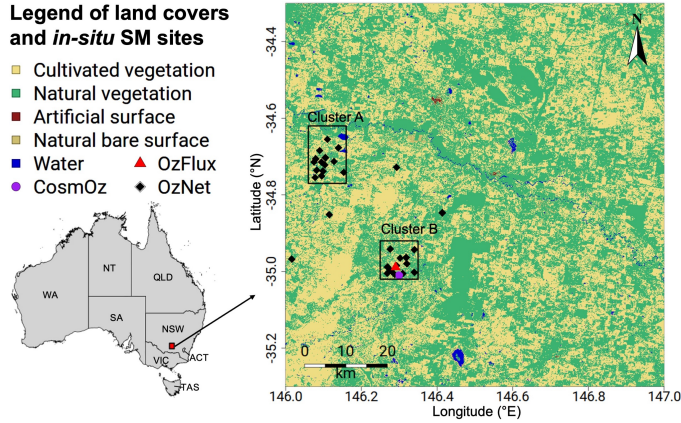 Legend of land covers
and in-situ SM sites
Cultivated vegetation
Natural vegetation
Artificial surface
Natural bare surface
Water
OzFlux
CosmOz
OzNet
NT
QLD
WA
SA
NSW
ACT
VIC
TAS
N
Cluster A
Cluster B
Latitude (°N)
-34.4
-34.6
-34.8
-35.0
-35.2
0 10 20
km
146.0 146.2 146.4 146.6 146.8 147.0
Longitude (°E)